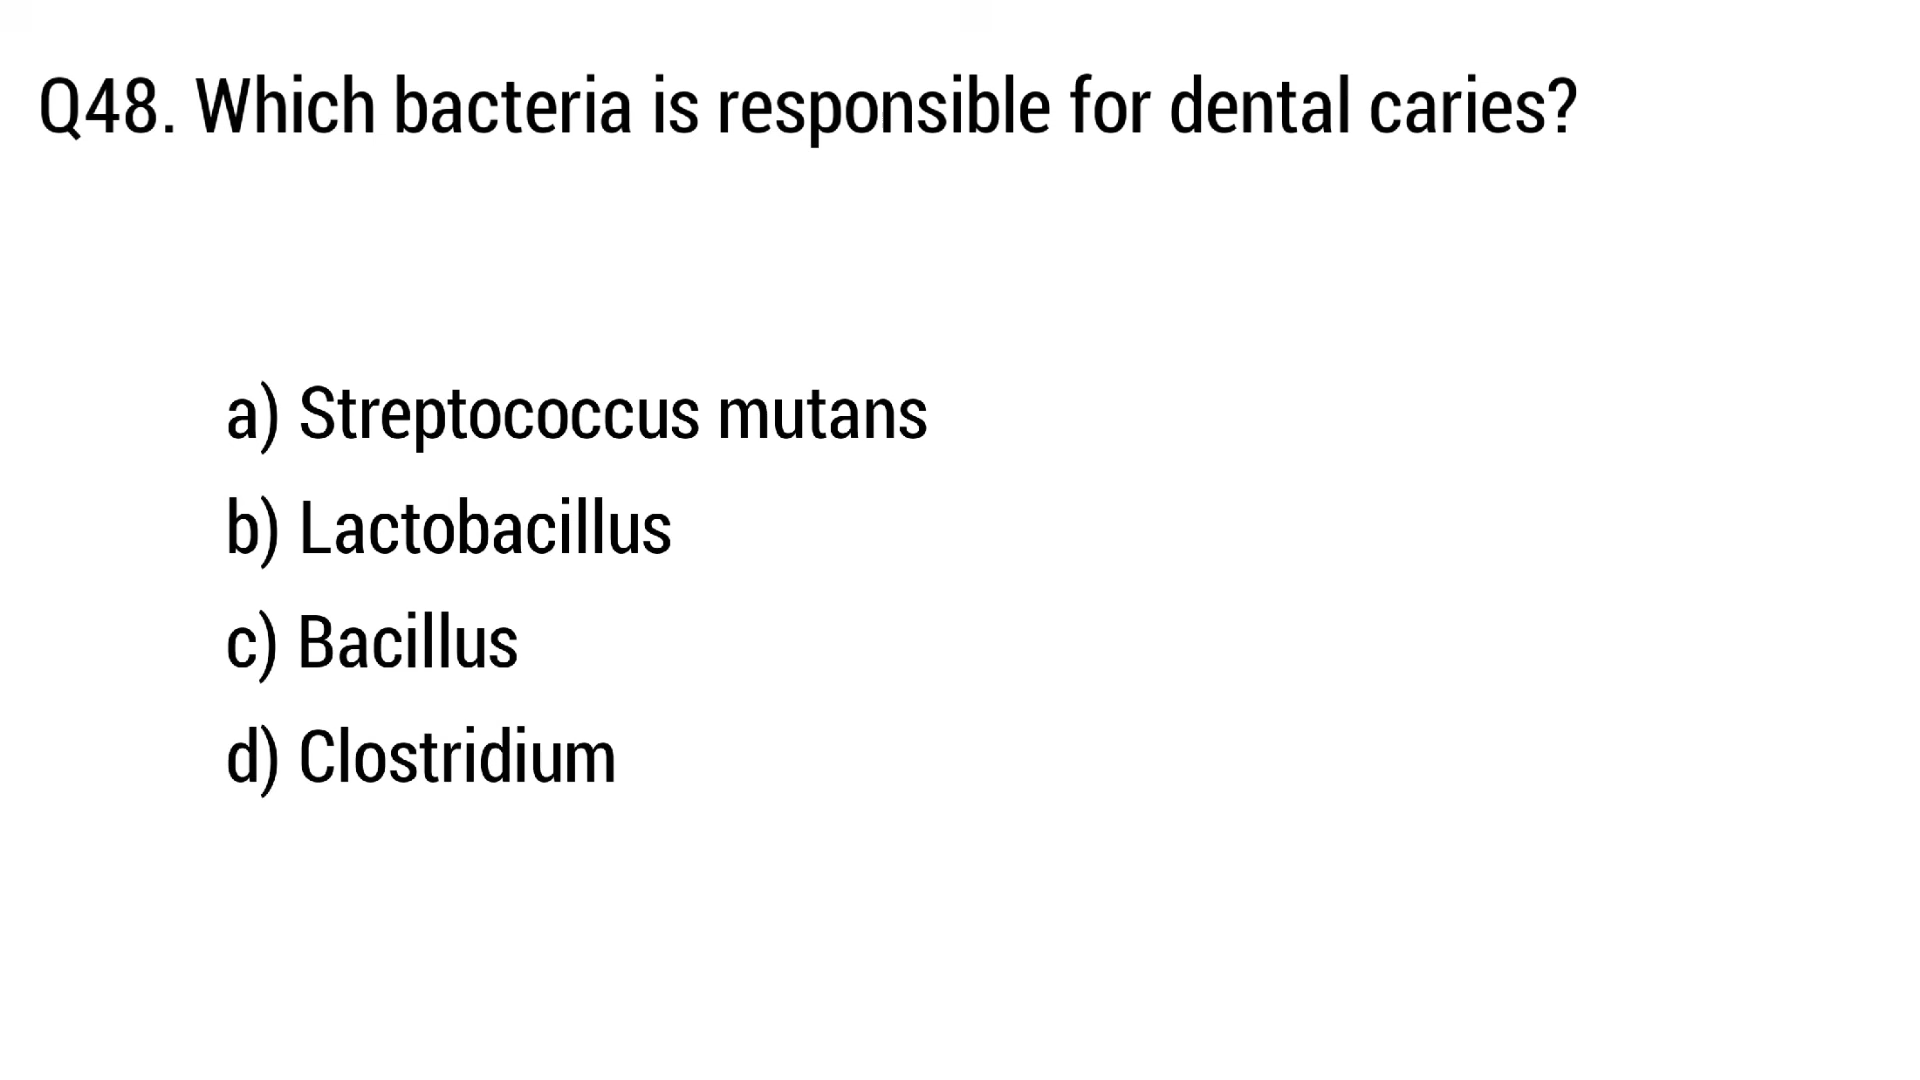 Q48. Which bacteria is responsible for dental caries?
a) Streptococcus mutans
b) Lactobacillus
c) Bacillus
d) Clostridium